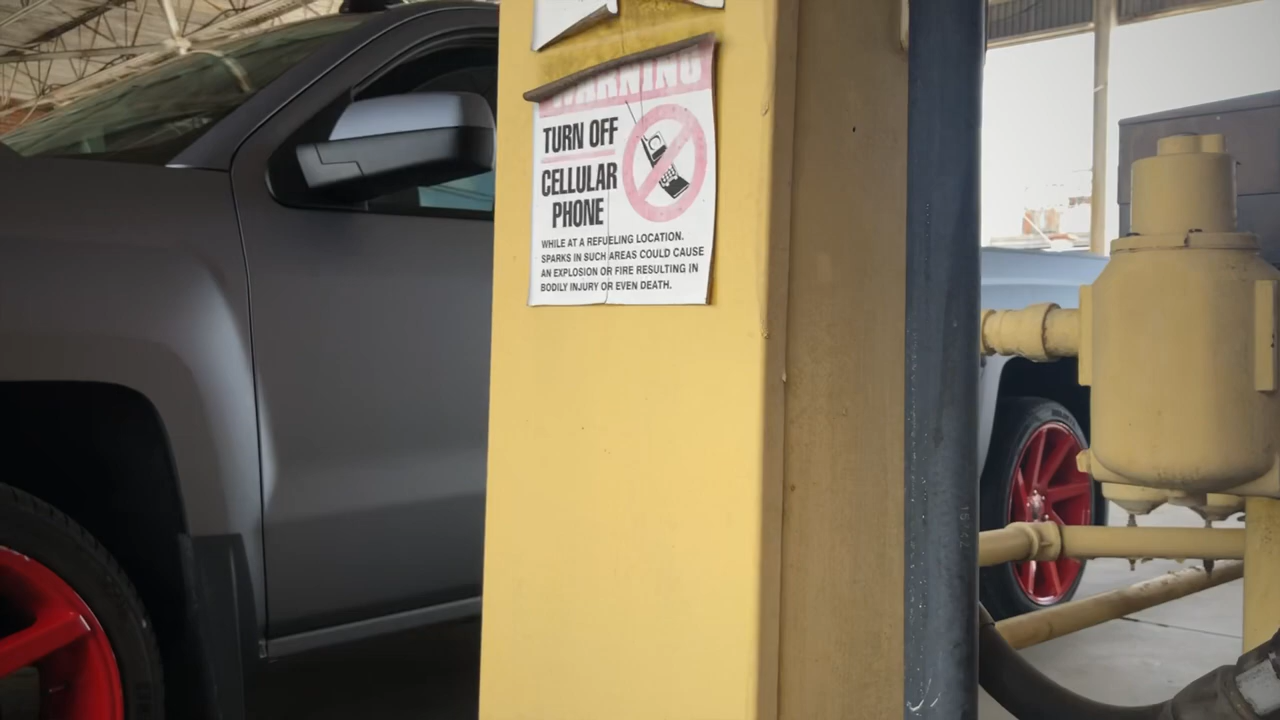 WARNING
TURN OFF
CELLULAR
PHONE
WHILE AT A REFUELING LOCATION.
SPARKS IN SUCH AREAS COULD CAUSE
AN EXPLOSION OR FIRE RESULTING IN
BODILY INJURY OR EVEN DEATH.